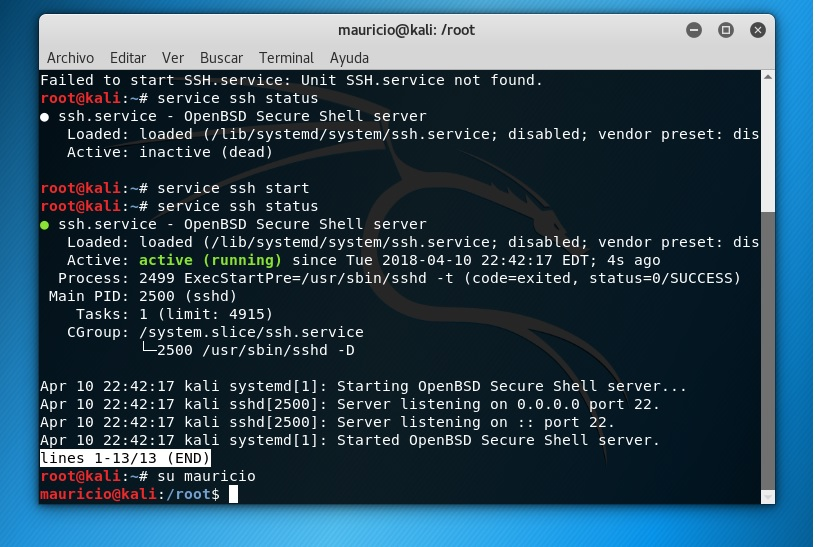 mauricio@kali: /root
Archivo Editar Ver Buscar Terminal Ayuda
Failed to start SSH.service: Unit SSH.service not found.
root@kali:~# service ssh status
● ssh.service - OpenBSD Secure Shell server
   Loaded: loaded (/lib/systemd/system/ssh.service; disabled; vendor preset: dis
   Active: inactive (dead)

root@kali:~# service ssh start
root@kali:~# service ssh status
● ssh.service - OpenBSD Secure Shell server
   Loaded: loaded (/lib/systemd/system/ssh.service; disabled; vendor preset: dis
   Active: active (running) since Tue 2018-04-10 22:42:17 EDT; 4s ago
  Process: 2499 ExecStartPre=/usr/sbin/sshd -t (code=exited, status=0/SUCCESS)
 Main PID: 2500 (sshd)
    Tasks: 1 (limit: 4915)
   CGroup: /system.slice/ssh.service
           └─2500 /usr/sbin/sshd -D

Apr 10 22:42:17 kali systemd[1]: Starting OpenBSD Secure Shell server...
Apr 10 22:42:17 kali sshd[2500]: Server listening on 0.0.0.0 port 22.
Apr 10 22:42:17 kali sshd[2500]: Server listening on :: port 22.
Apr 10 22:42:17 kali systemd[1]: Started OpenBSD Secure Shell server.
lines 1-13/13 (END)
root@kali:~# su mauricio
mauricio@kali:/root$